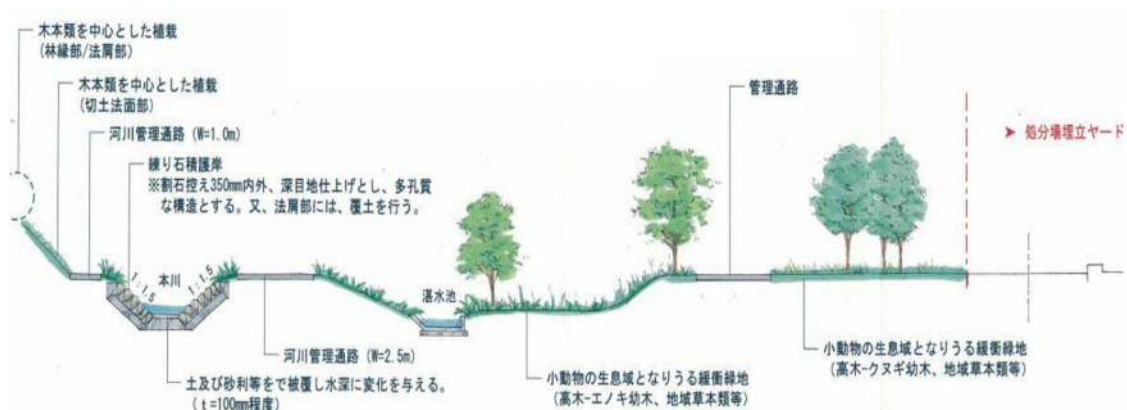 木本類を中心とした植栽
(林縁部/法肩部)
木本類を中心とした植栽
(切土法面部)
河川管理通路 (W=1.0m)
練り石積護岸
※割石控え350mm内外、深目地仕上げとし、多孔質
な構造とする。又、法肩部には、覆土を行う。
管理通路
➤ 処分場埋立ヤード
1:1.5
本川
1:1.5
湛水池
河川管理通路 (W=2.5m)
土及び砂利等をで被覆し水深に変化を与える。
(t=100mm程度)
小動物の生息域となりうる緩衝緑地
(高木-エノキ幼木、地域草本類等)
小動物の生息域となりうる緩衝緑地
(高木-クヌギ幼木、地域草本類等)